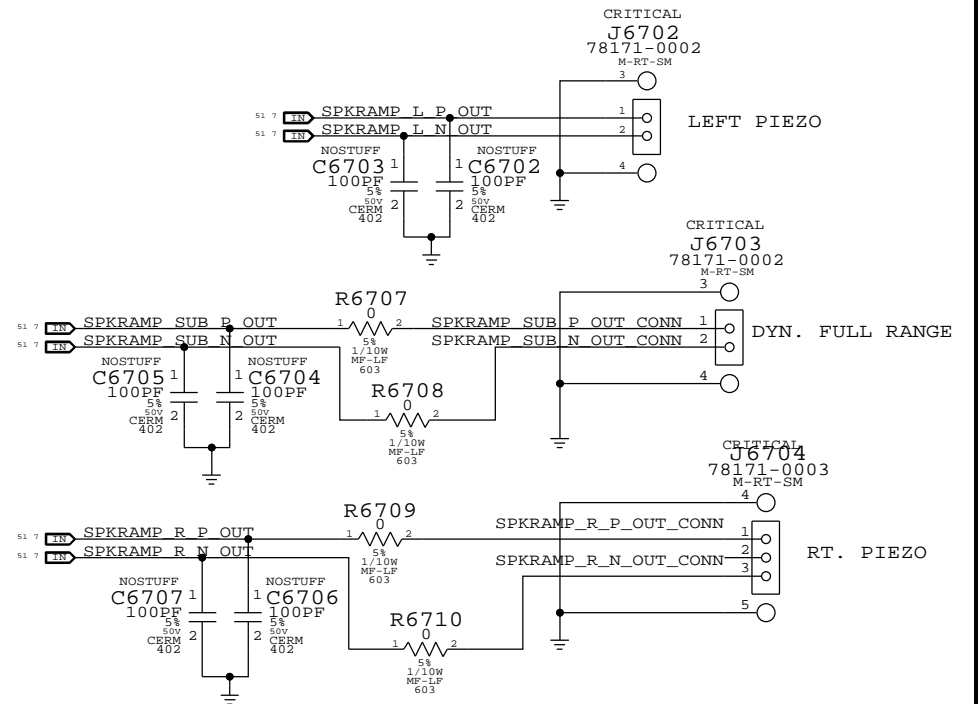 CRITICAL
J6702
78171-0002
M-RT-SM
3
51 7 IN SPKRAMP_L_P_OUT 1
51 7 IN SPKRAMP_L_N_OUT 2
LEFT PIEZO
NOSTUFF NOSTUFF
C6703 1 1 C6702
100PF 100PF
5% 5%
50V 50V
CERM 2 2 CERM
402 402
4
CRITICAL
J6703
78171-0002
M-RT-SM
3
R6707
0
51 7 IN SPKRAMP_SUB_P_OUT 1 2 SPKRAMP_SUB_P_OUT_CONN 1
51 7 IN SPKRAMP_SUB_N_OUT SPKRAMP_SUB_N_OUT_CONN 2
DYN. FULL RANGE
5%
1/10W
MF-LF
603
NOSTUFF NOSTUFF
C6705 1 1 C6704
100PF 100PF
5% 5%
50V 50V
CERM 2 2 CERM
402 402
4
R6708
0
1 2
5%
1/10W
MF-LF
603
CRITICAL
J6704
78171-0003
M-RT-SM
4
R6709
0
51 7 IN SPKRAMP_R_P_OUT 1 2 SPKRAMP_R_P_OUT_CONN 1
51 7 IN SPKRAMP_R_N_OUT SPKRAMP_R_N_OUT_CONN 2
3
RT. PIEZO
5%
1/10W
MF-LF
603
NOSTUFF NOSTUFF
C6707 1 1 C6706
100PF 100PF
5% 5%
50V 50V
CERM 2 2 CERM
402 402
5
R6710
0
1 2
5%
1/10W
MF-LF
603